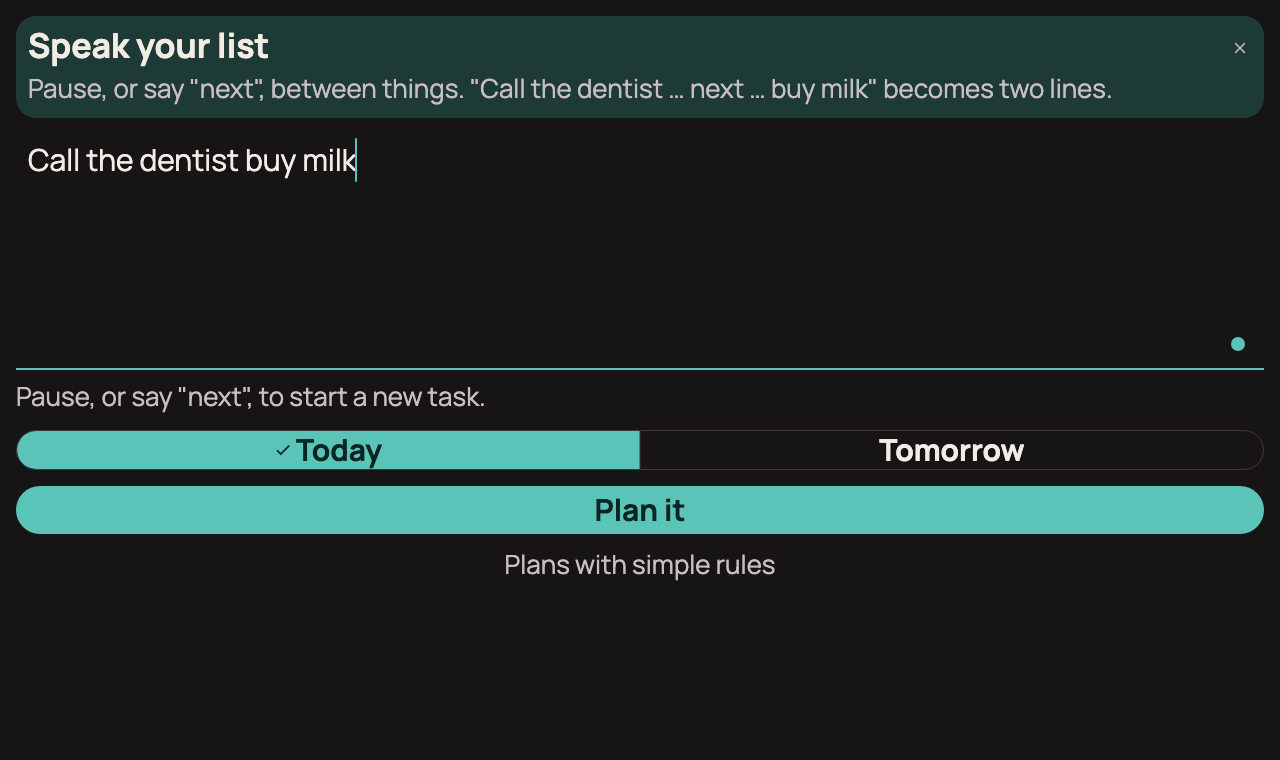 Speak your list
Pause, or say "next", between things. "Call the dentist … next … buy milk" becomes two lines.
Call the dentist buy milk
Pause, or say "next", to start a new task.
Today
Tomorrow
Plan it
Plans with simple rules